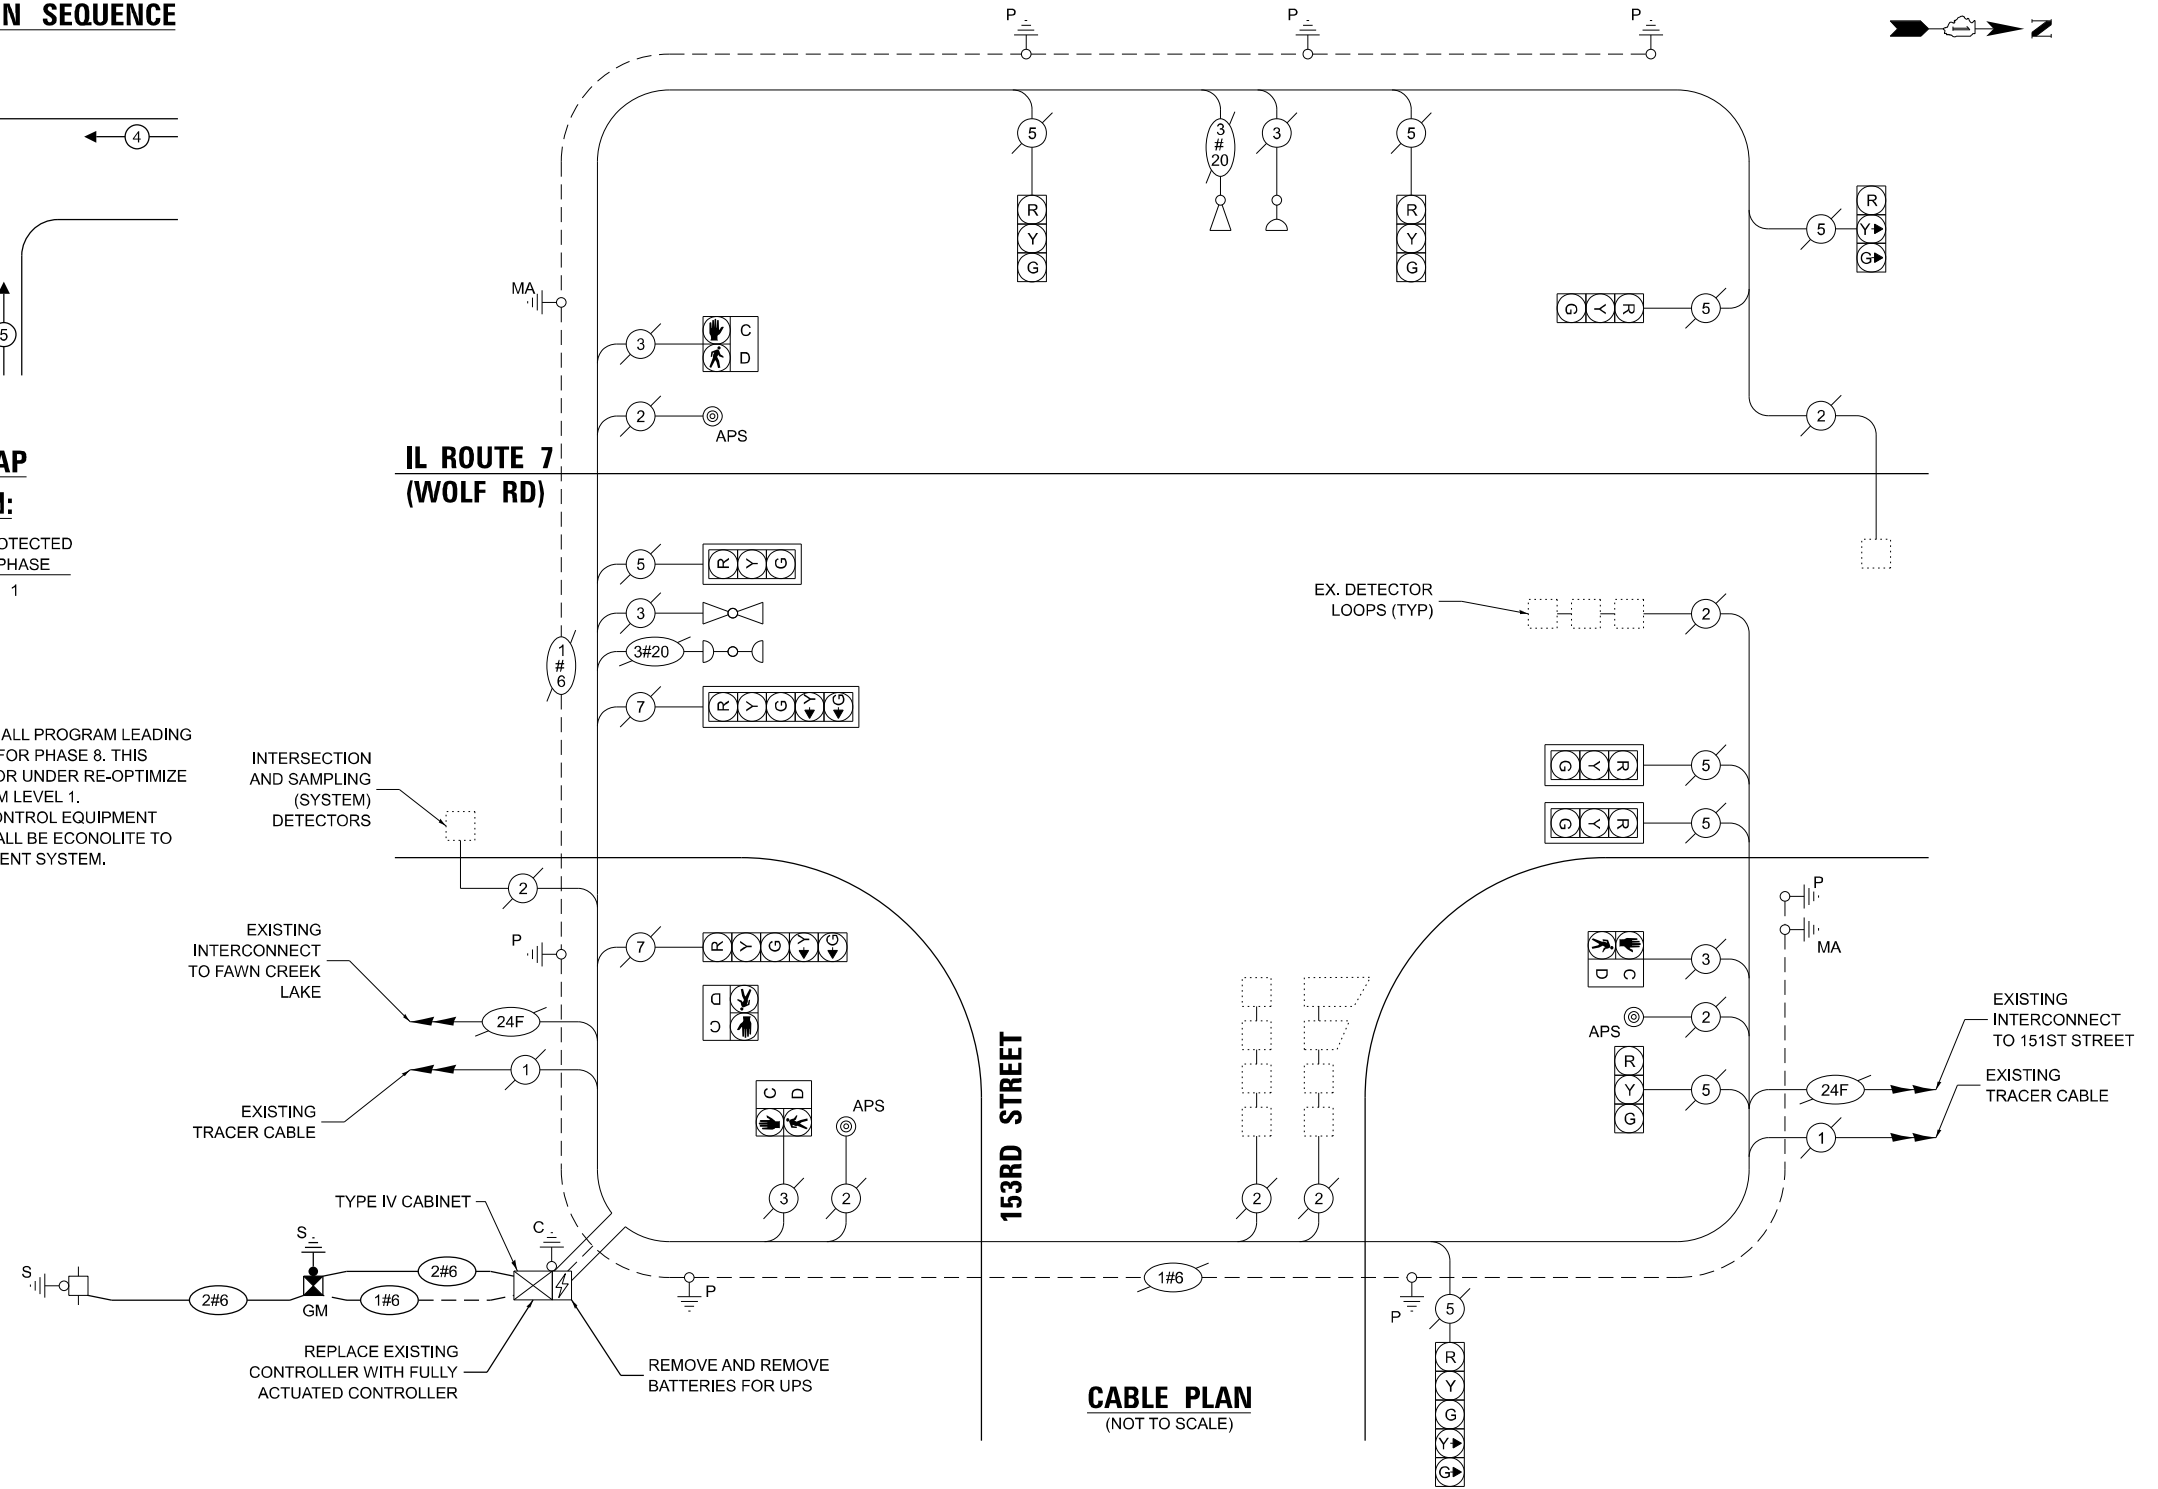 N SEQUENCE
4
5
AP
N:
OTECTED
PHASE
1
ALL PROGRAM LEADING
FOR PHASE 8. THIS
OR UNDER RE-OPTIMIZE
M LEVEL 1.
ONTROL EQUIPMENT
ALL BE ECONOLITE TO
ENT SYSTEM.
P
P
P
N
5
3
#
20
3
5
R
Y
G
R
Y
G
5
R
Y
G
G Y R
5
MA
3
C
D
2
APS
2
IL ROUTE 7
(WOLF RD)
5
R Y G
3
3#20
7
R Y G Y G
1
#
6
EX. DETECTOR
LOOPS (TYP)
2
INTERSECTION
AND SAMPLING
(SYSTEM)
DETECTORS
G Y R
5
G Y R
5
2
P
7
R Y G Y G
D
C
EXISTING
INTERCONNECT
TO FAWN CREEK
LAKE
24F
1
EXISTING
TRACER CABLE
C D
APS
3
2
153RD STREET
2
2
P
MA
3
D C
APS
2
R
Y
G
5
24F
1
EXISTING
INTERCONNECT
TO 151ST STREET
EXISTING
TRACER CABLE
TYPE IV CABINET
C
S
S
2#6
2#6
1#6
GM
P
1#6
P
5
R
Y
G
Y
G
REPLACE EXISTING
CONTROLLER WITH FULLY
ACTUATED CONTROLLER
REMOVE AND REMOVE
BATTERIES FOR UPS
CABLE PLAN
(NOT TO SCALE)